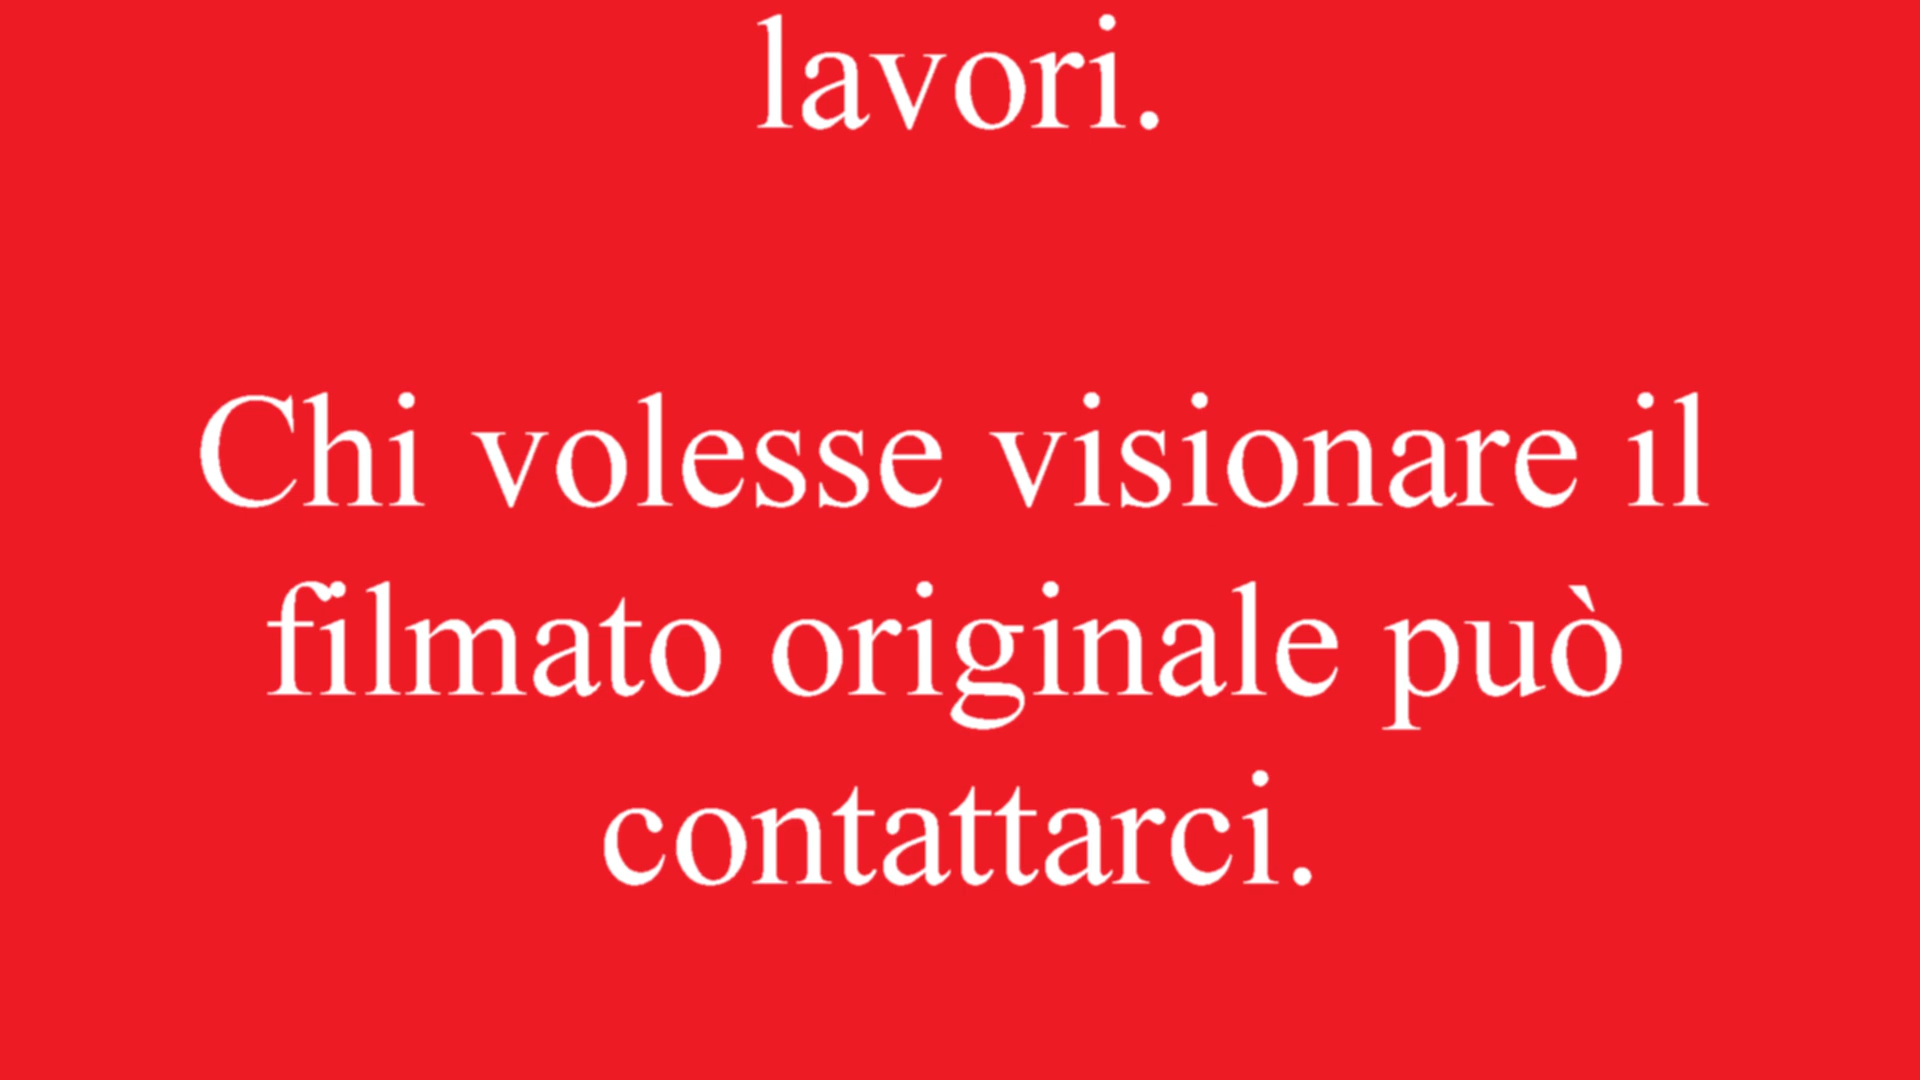 lavori.
Chi volesse visionare il
filmato originale può
contattarci.